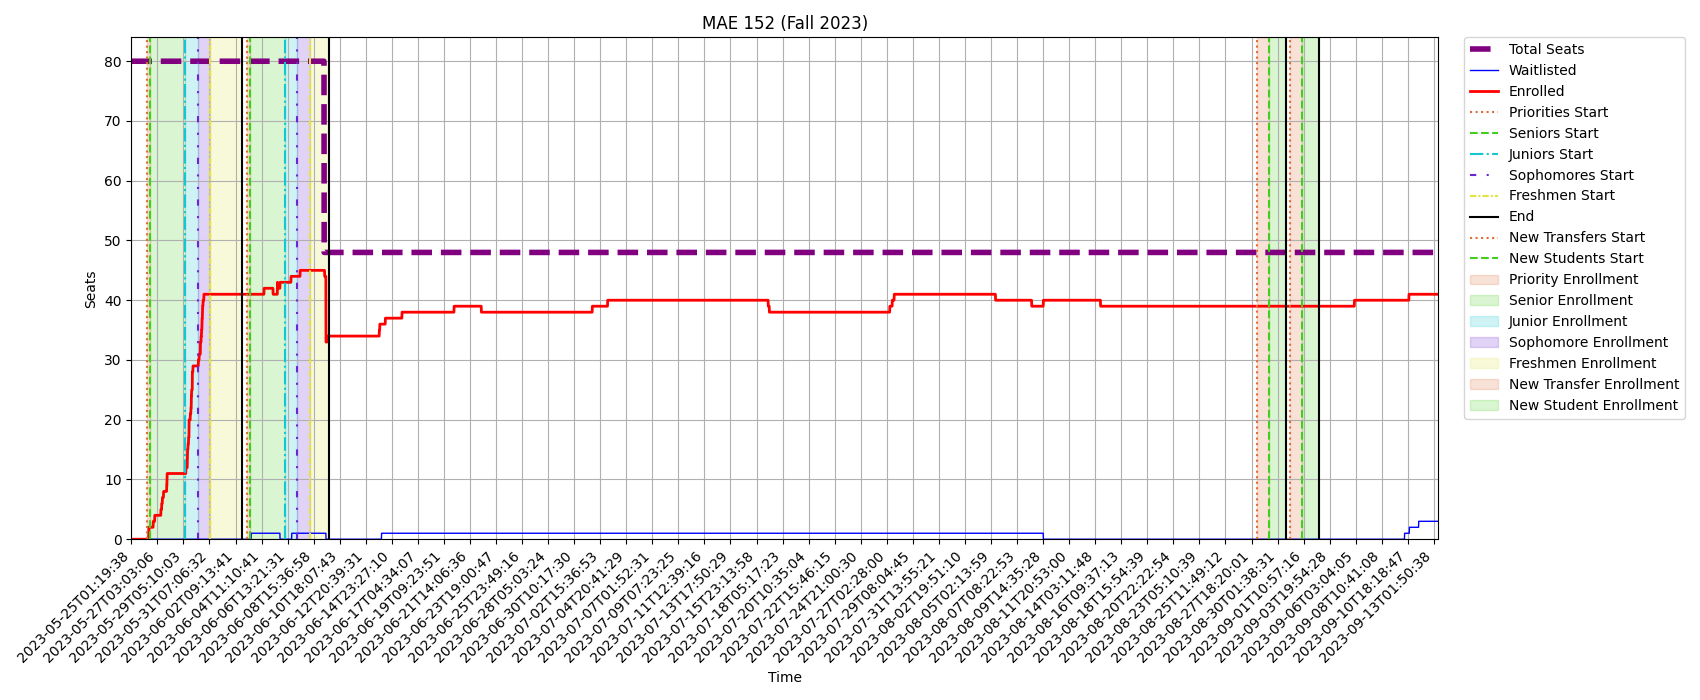 MAE 152 (Fall 2023)
Seats
80
70
60
50
40
30
20
10
0
2023-05-25T01:19:38
2023-05-27T03:03:06
2023-05-29T05:10:03
2023-05-31T07:06:32
2023-06-02T09:13:41
2023-06-04T11:10:41
2023-06-06T13:21:31
2023-06-08T15:36:58
2023-06-10T18:07:43
2023-06-12T20:39:31
2023-06-14T23:27:10
2023-06-17T04:34:07
2023-06-19T09:23:51
2023-06-21T14:06:36
2023-06-23T19:00:47
2023-06-25T23:49:16
2023-06-28T05:03:24
2023-06-30T10:17:30
2023-07-02T15:36:53
2023-07-04T20:41:29
2023-07-07T01:52:31
2023-07-09T07:23:25
2023-07-11T12:39:16
2023-07-13T17:50:29
2023-07-15T23:13:58
2023-07-18T05:17:23
2023-07-20T10:35:04
2023-07-22T15:46:15
2023-07-24T21:00:30
2023-07-27T02:28:00
2023-07-29T08:04:45
2023-07-31T13:55:21
2023-08-02T19:51:10
2023-08-05T02:13:59
2023-08-07T08:22:53
2023-08-09T14:35:28
2023-08-11T20:53:00
2023-08-14T03:11:48
2023-08-16T09:37:13
2023-08-18T15:54:39
2023-08-20T22:22:54
2023-08-23T05:10:39
2023-08-25T11:49:12
2023-08-27T18:20:01
2023-08-30T01:38:31
2023-09-01T10:57:16
2023-09-03T19:54:28
2023-09-06T03:04:05
2023-09-08T10:41:08
2023-09-10T18:18:47
2023-09-13T01:50:38
Time
Total Seats
Waitlisted
Enrolled
Priorities Start
Seniors Start
Juniors Start
Sophomores Start
Freshmen Start
End
New Transfers Start
New Students Start
Priority Enrollment
Senior Enrollment
Junior Enrollment
Sophomore Enrollment
Freshmen Enrollment
New Transfer Enrollment
New Student Enrollment